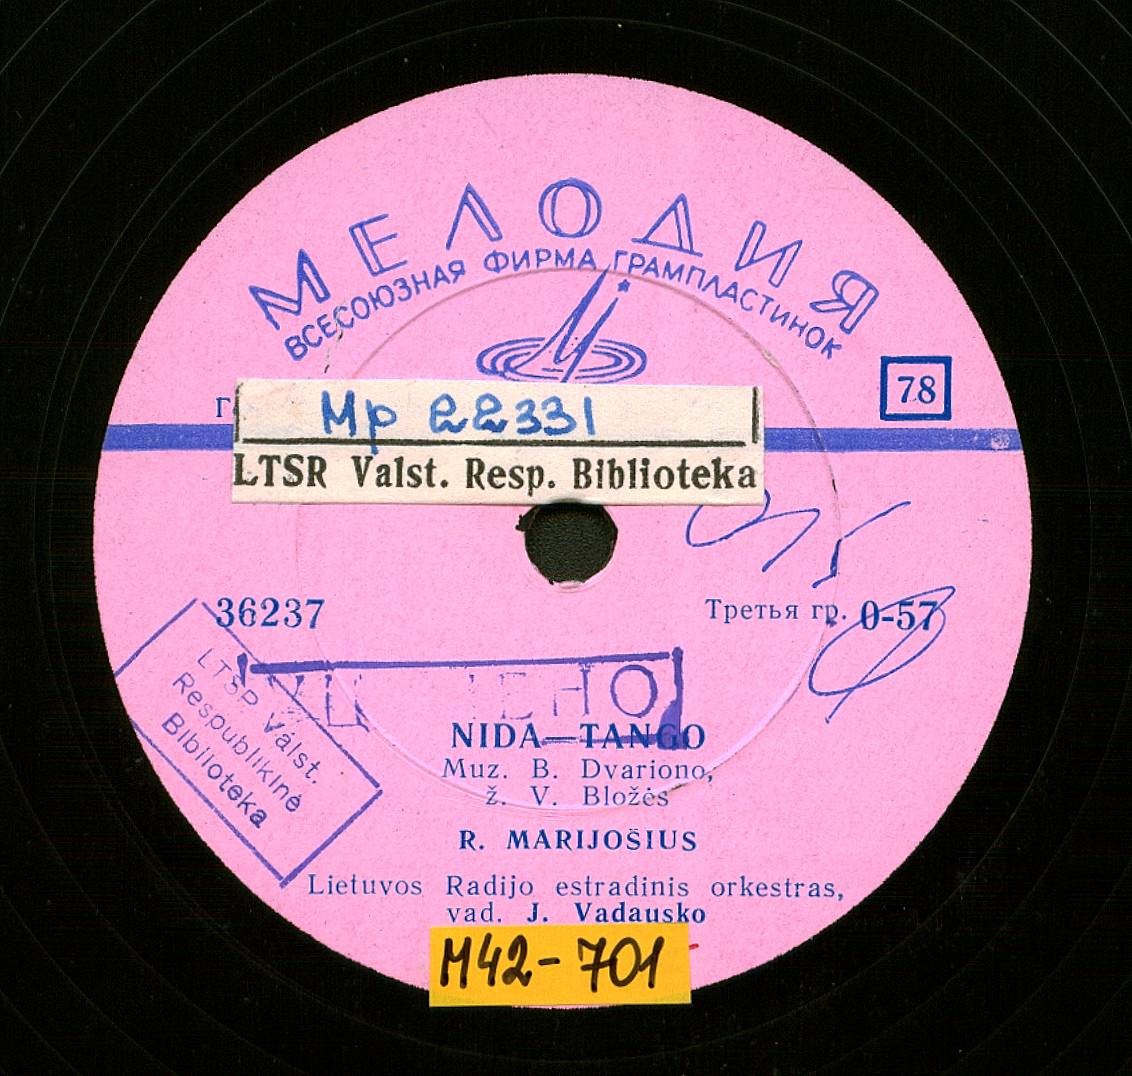 МЕЛОДИЯ
ВСЕСОЮЗНАЯ ФИРМА ГРАМПЛАСТИНОК
78
Mp 22331
LTSR Valst. Resp. Biblioteka
36237
Третья гр. 0-57
LTSR Valst.
Respublikinė
Biblioteka
NIDA—TANGO
Muz. B. Dvariono,
ž. V. Bložės
R. MARIJOŠIUS
Lietuvos Radijo estradinis orkestras,
vad. J. Vadausko
M42-701